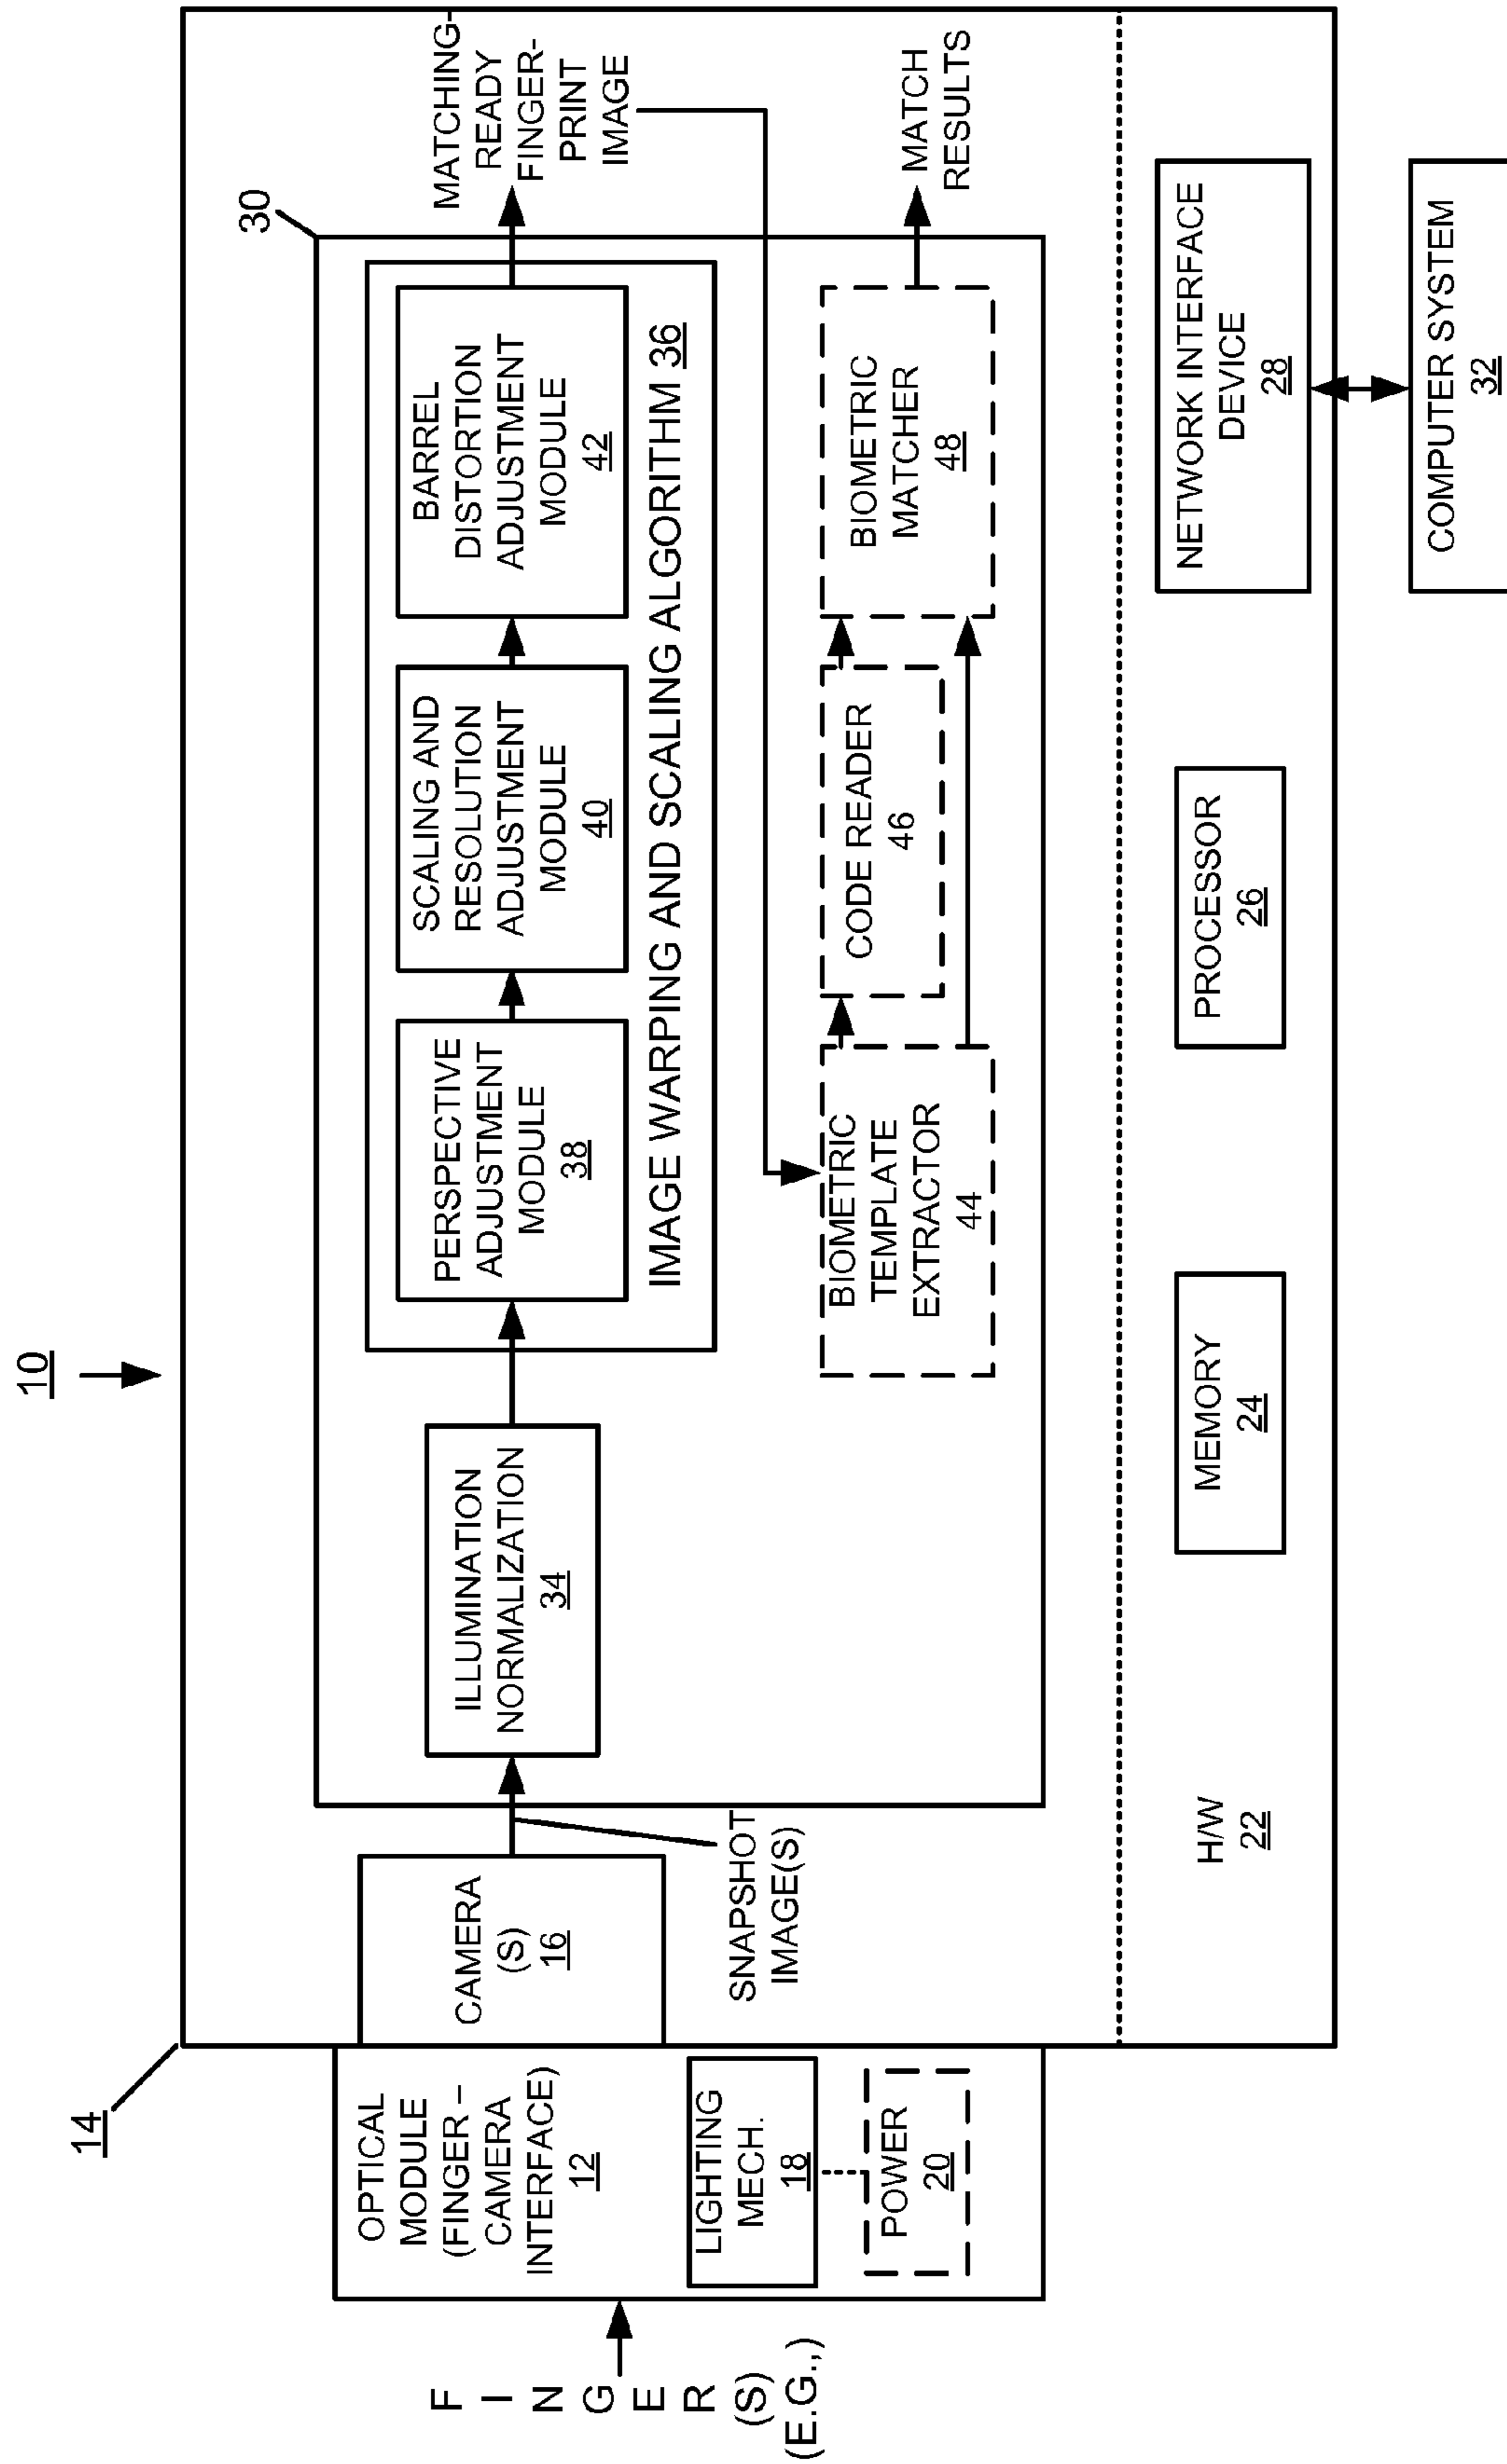 10
14
30
F
I
N
G
E
R
(S)
(E.G.,)
OPTICAL
MODULE
(FINGER –
CAMERA
INTERFACE)
12
LIGHTING
MECH.
18
POWER
20
CAMERA
(S)
16
SNAPSHOT
IMAGE(S)
ILLUMINATION
NORMALIZATION
34
PERSPECTIVE
ADJUSTMENT
MODULE
38
SCALING AND
RESOLUTION
ADJUSTMENT
MODULE
40
BARREL
DISTORTION
ADJUSTMENT
MODULE
42
IMAGE WARPING AND SCALING ALGORITHM 36
MATCHING-
READY
FINGER-
PRINT
IMAGE
BIOMETRIC
TEMPLATE
EXTRACTOR
44
CODE READER
46
BIOMETRIC
MATCHER
48
MATCH
RESULTS
H/W
22
MEMORY
24
PROCESSOR
26
NETWORK INTERFACE
DEVICE
28
COMPUTER SYSTEM
32